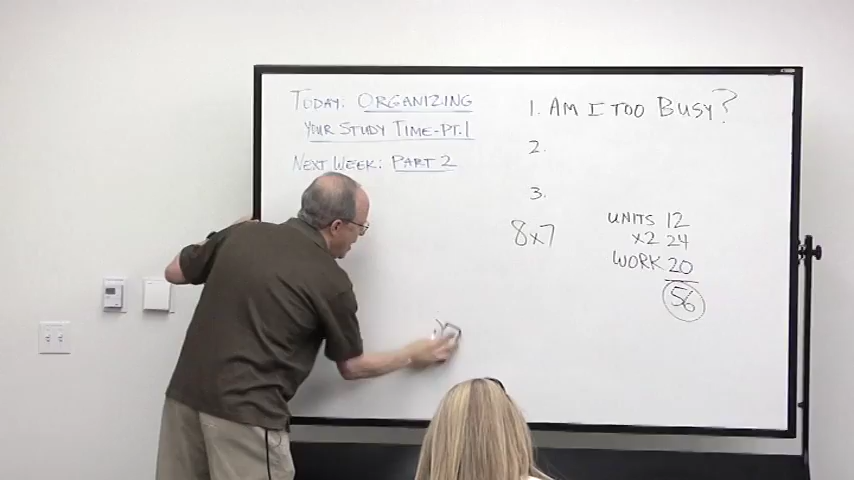 TODAY: ORGANIZING
YOUR STUDY TIME-PT.1
NEXT WEEK: PART 2
1. AM I TOO BUSY?
2.
3.
8x7
UNITS 12
x2 24
WORK 20
56